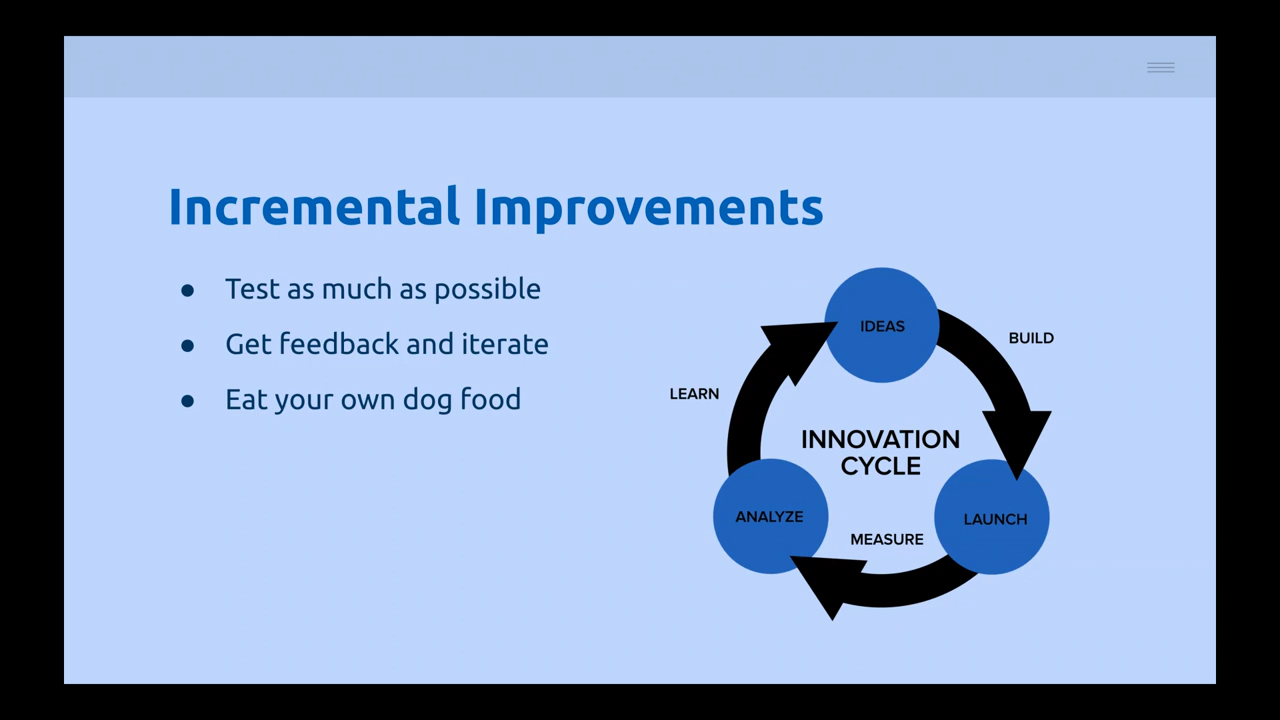 Incremental Improvements
● Test as much as possible
● Get feedback and iterate
● Eat your own dog food
IDEAS
BUILD
LEARN
INNOVATION
CYCLE
ANALYZE
LAUNCH
MEASURE